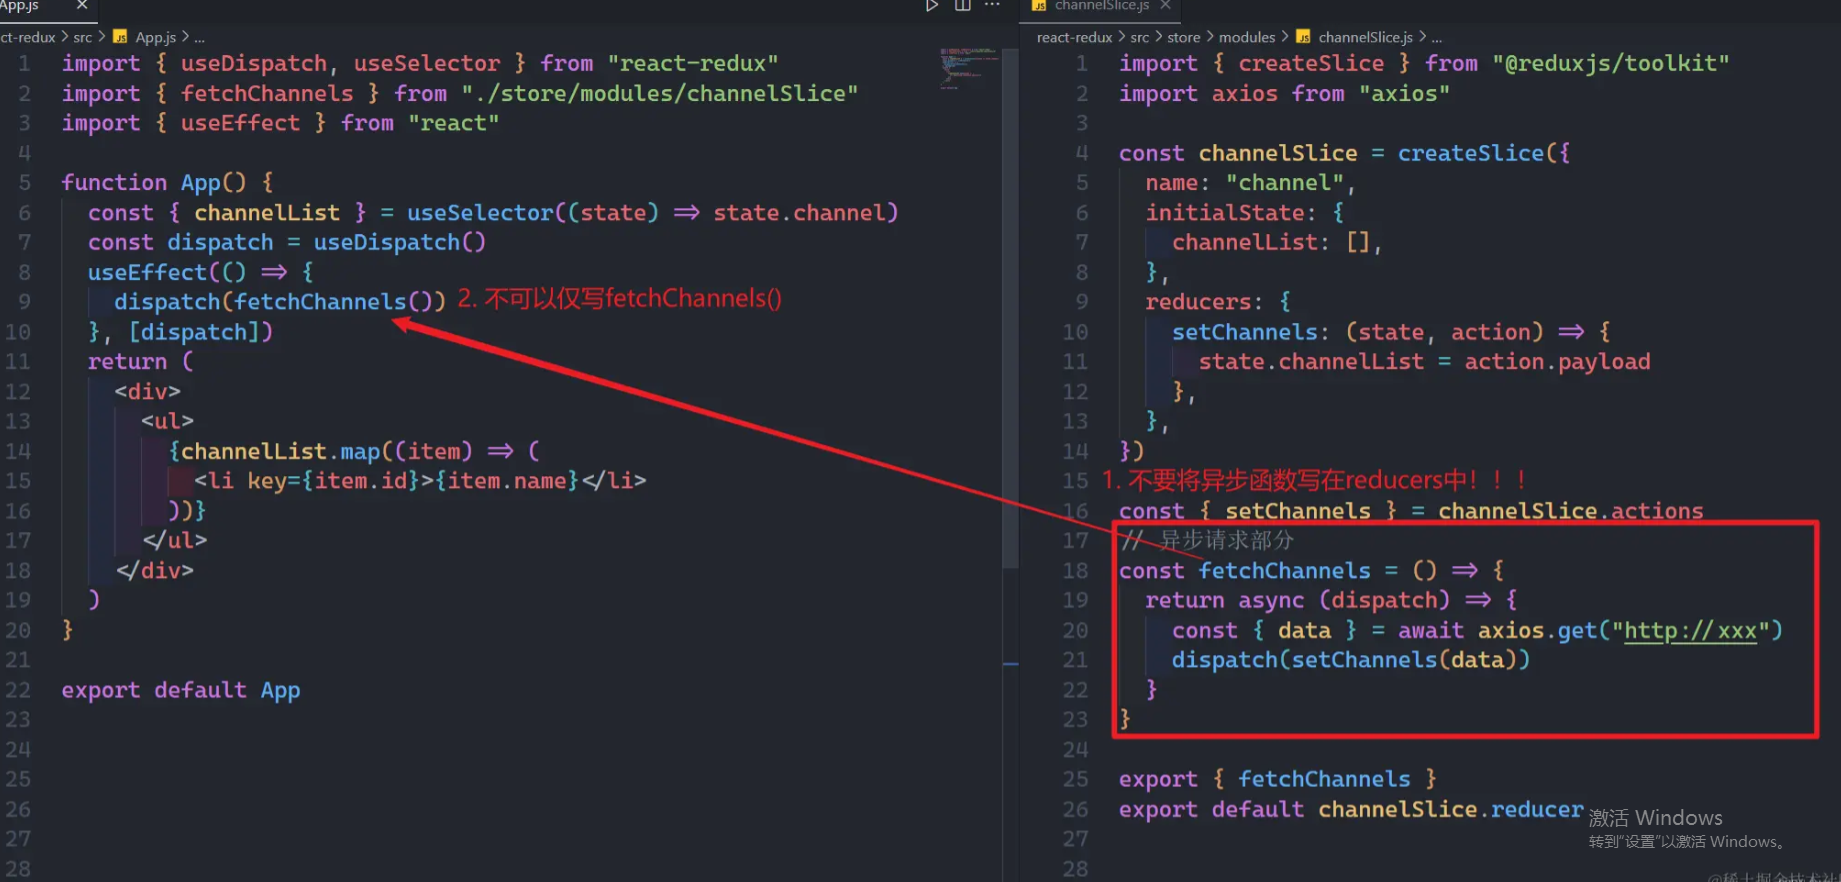 App.js ×
ct-redux > src > JS App.js > ...
1 import { useDispatch, useSelector } from "react-redux"
2 import { fetchChannels } from "./store/modules/channelSlice"
3 import { useEffect } from "react"
4
5 function App() {
6 const { channelList } = useSelector((state) => state.channel)
7 const dispatch = useDispatch()
8 useEffect(() => {
9 dispatch(fetchChannels()) 2. 不可以仅写fetchChannels()
10 }, [dispatch])
11 return (
12 <div>
13 <ul>
14 {channelList.map((item) => (
15 <li key={item.id}>{item.name}</li>
16 ))}
17 </ul>
18 </div>
19 )
20 }
21
22 export default App
23
24
25
26
27
28
JS channelSlice.js ×
react-redux > src > store > modules > JS channelSlice.js > ...
1 import { createSlice } from "@reduxjs/toolkit"
2 import axios from "axios"
3
4 const channelSlice = createSlice({
5 name: "channel",
6 initialState: {
7 channelList: [],
8 },
9 reducers: {
10 setChannels: (state, action) => {
11 state.channelList = action.payload
12 },
13 },
14 })
15 1. 不要将异步函数写在reducers中！！！
16 const { setChannels } = channelSlice.actions
17 // 异步请求部分
18 const fetchChannels = () => {
19 return async (dispatch) => {
20 const { data } = await axios.get("http://xxx")
21 dispatch(setChannels(data))
22 }
23 }
24
25 export { fetchChannels }
26 export default channelSlice.reducer
27
28
激活 Windows
转到"设置"以激活 Windows。
@稀土掘金技术社